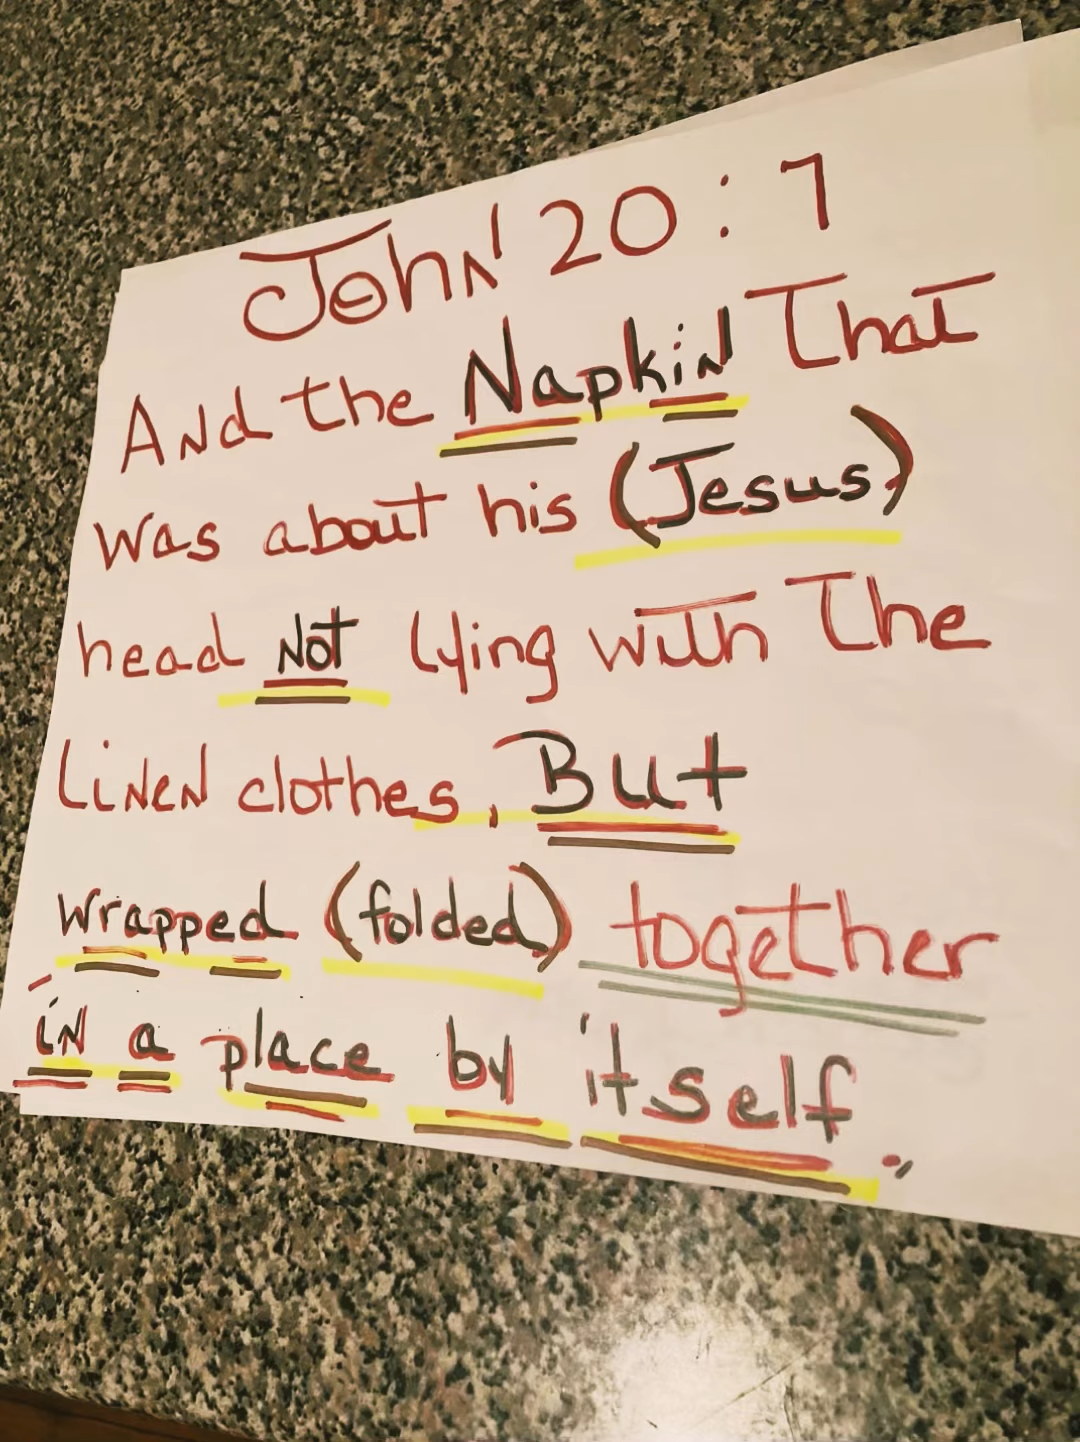 John 20:7
And the Napkin That
was about his (Jesus)
head Not lying with The
Linen clothes, But
wrapped (folded) together
in a place by itself.